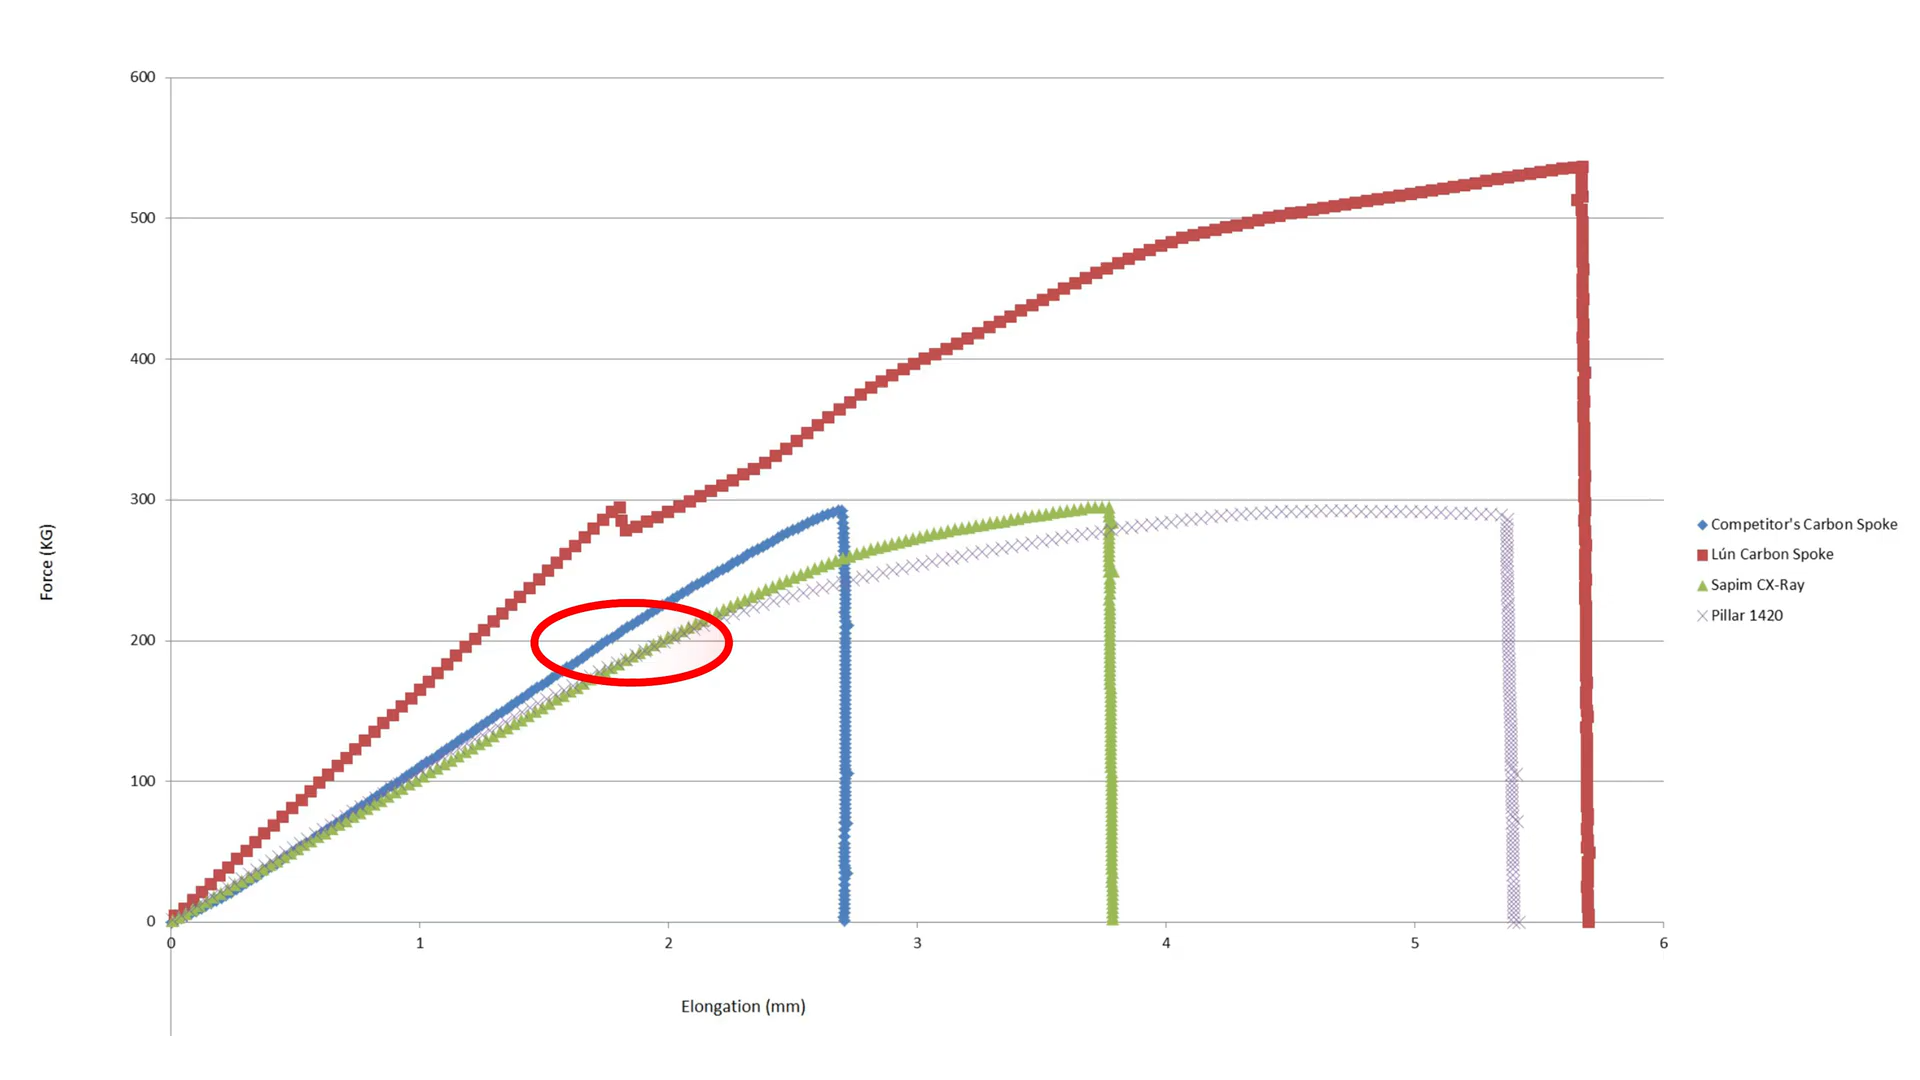 600
500
400
300
200
100
0
0 1 2 3 4 5 6
Force (KG)
Elongation (mm)
Competitor's Carbon Spoke
Lún Carbon Spoke
Sapim CX-Ray
Pillar 1420